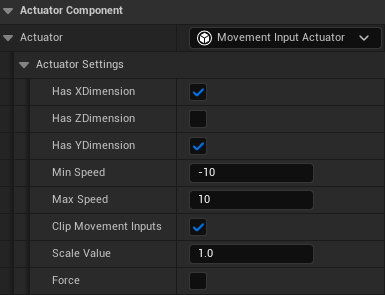 Actuator Component
Actuator Movement Input Actuator
Actuator Settings
Has XDimension
Has ZDimension
Has YDimension
Min Speed -10
Max Speed 10
Clip Movement Inputs
Scale Value 1.0
Force